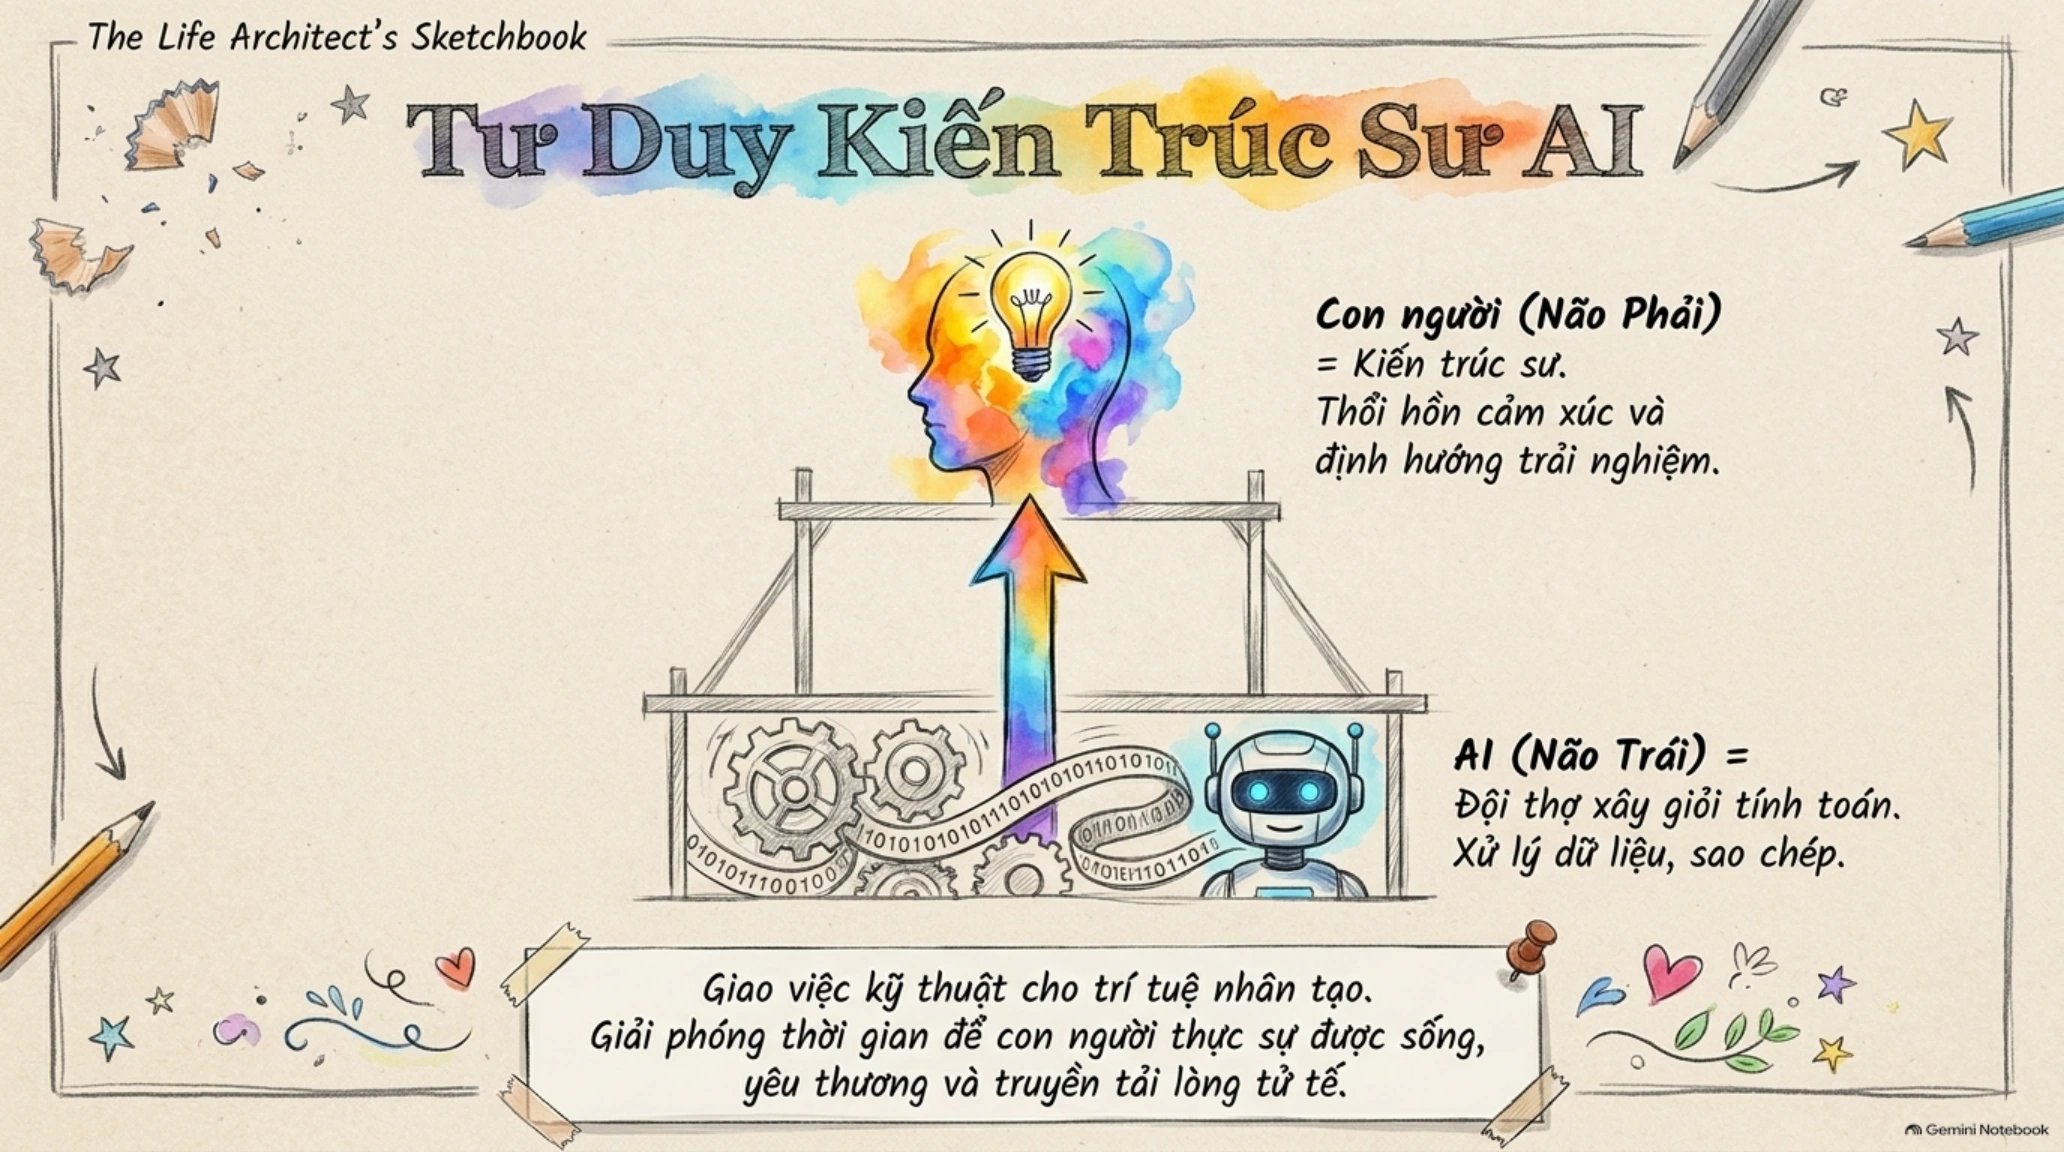 The Life Architect's Sketchbook
Tư Duy Kiến Trúc Sư AI
Con người (Não Phải)
= Kiến trúc sư.
Thổi hồn cảm xúc và
định hướng trải nghiệm.
AI (Não Trái) =
Đội thợ xây giỏi tính toán.
Xử lý dữ liệu, sao chép.
Giao việc kỹ thuật cho trí tuệ nhân tạo.
Giải phóng thời gian để con người thực sự được sống,
yêu thương và truyền tải lòng tử tế.
Gemini Notebook